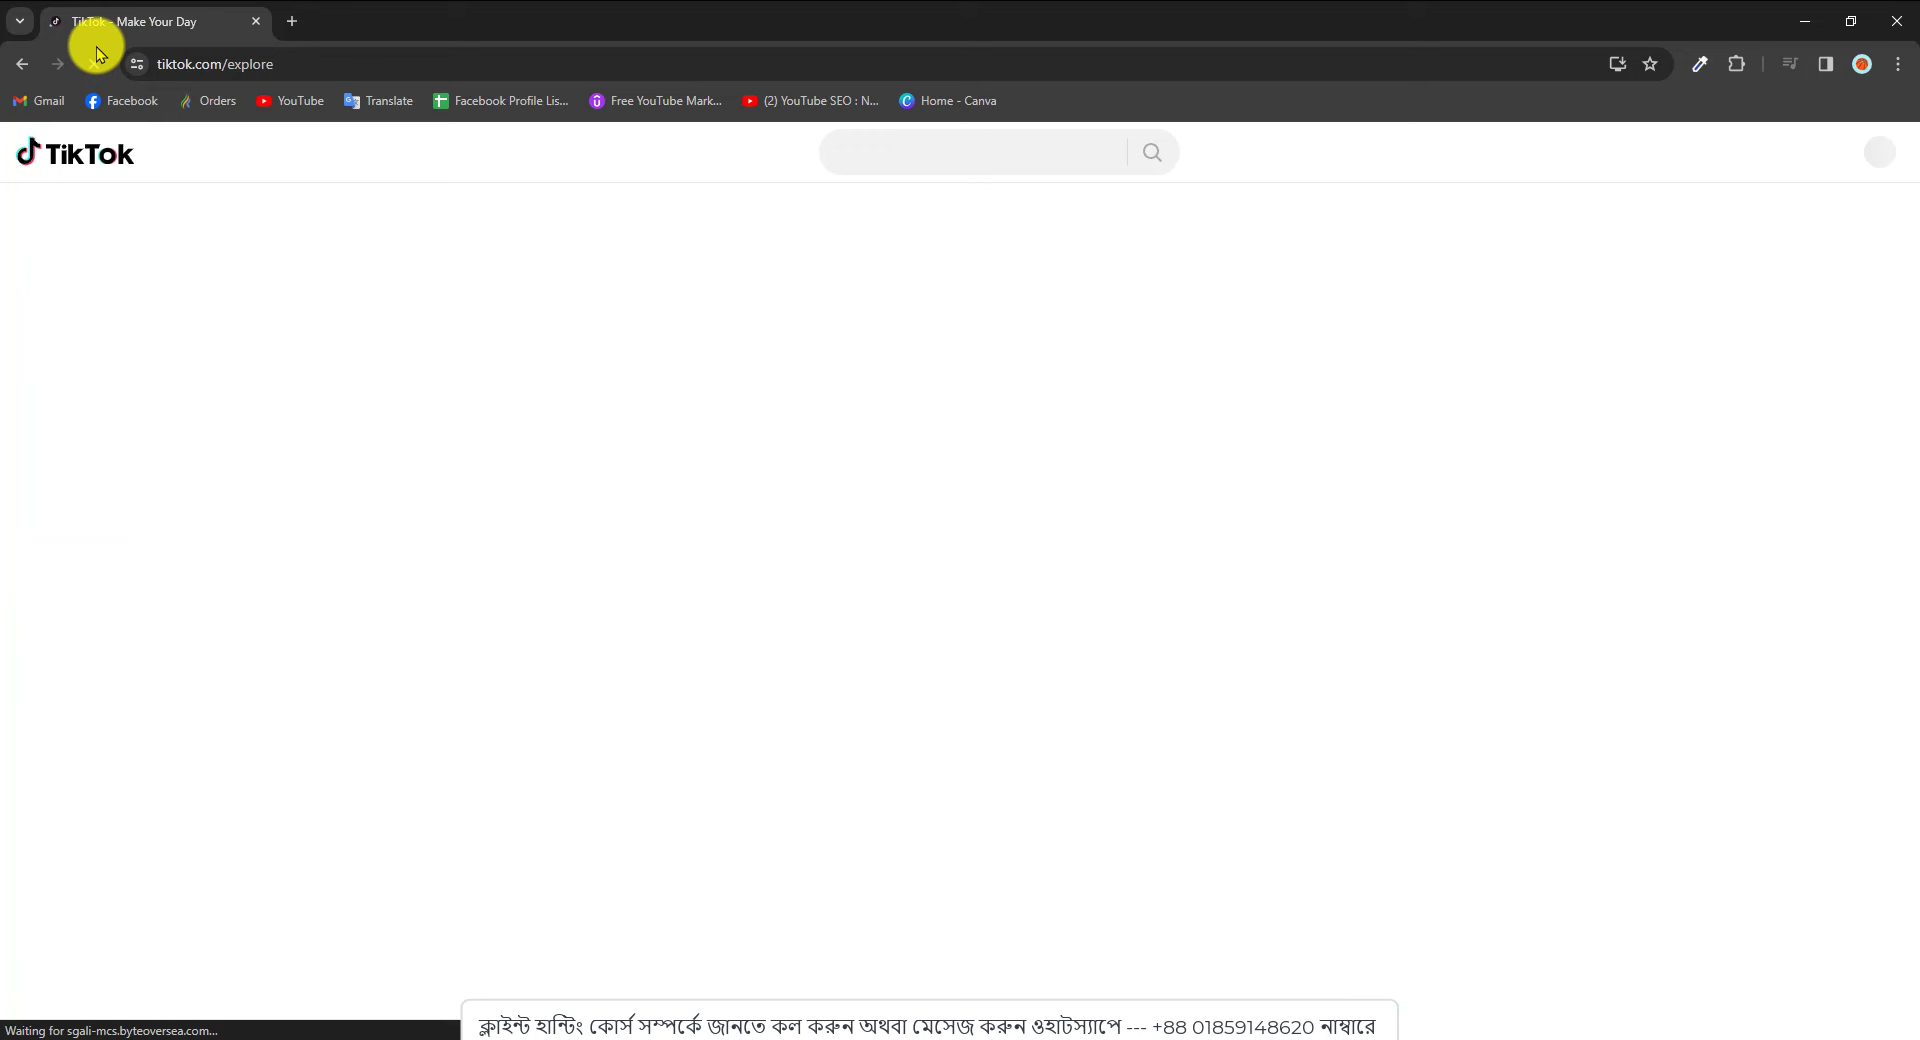 TikTok - Make Your Day
tiktok.com/explore
Gmail
Facebook
Orders
YouTube
Translate
Facebook Profile Lis...
Free YouTube Mark...
(2) YouTube SEO : N...
Home - Canva
TikTok
Waiting for sgali-mcs.byteoversea.com...
ক্লাইন্ট হান্টিং কোর্স সম্পর্কে জানতে কল করুন অথবা মেসেজ করুন ওহাটস্যাপে --- +88 01859148620 নাম্বারে